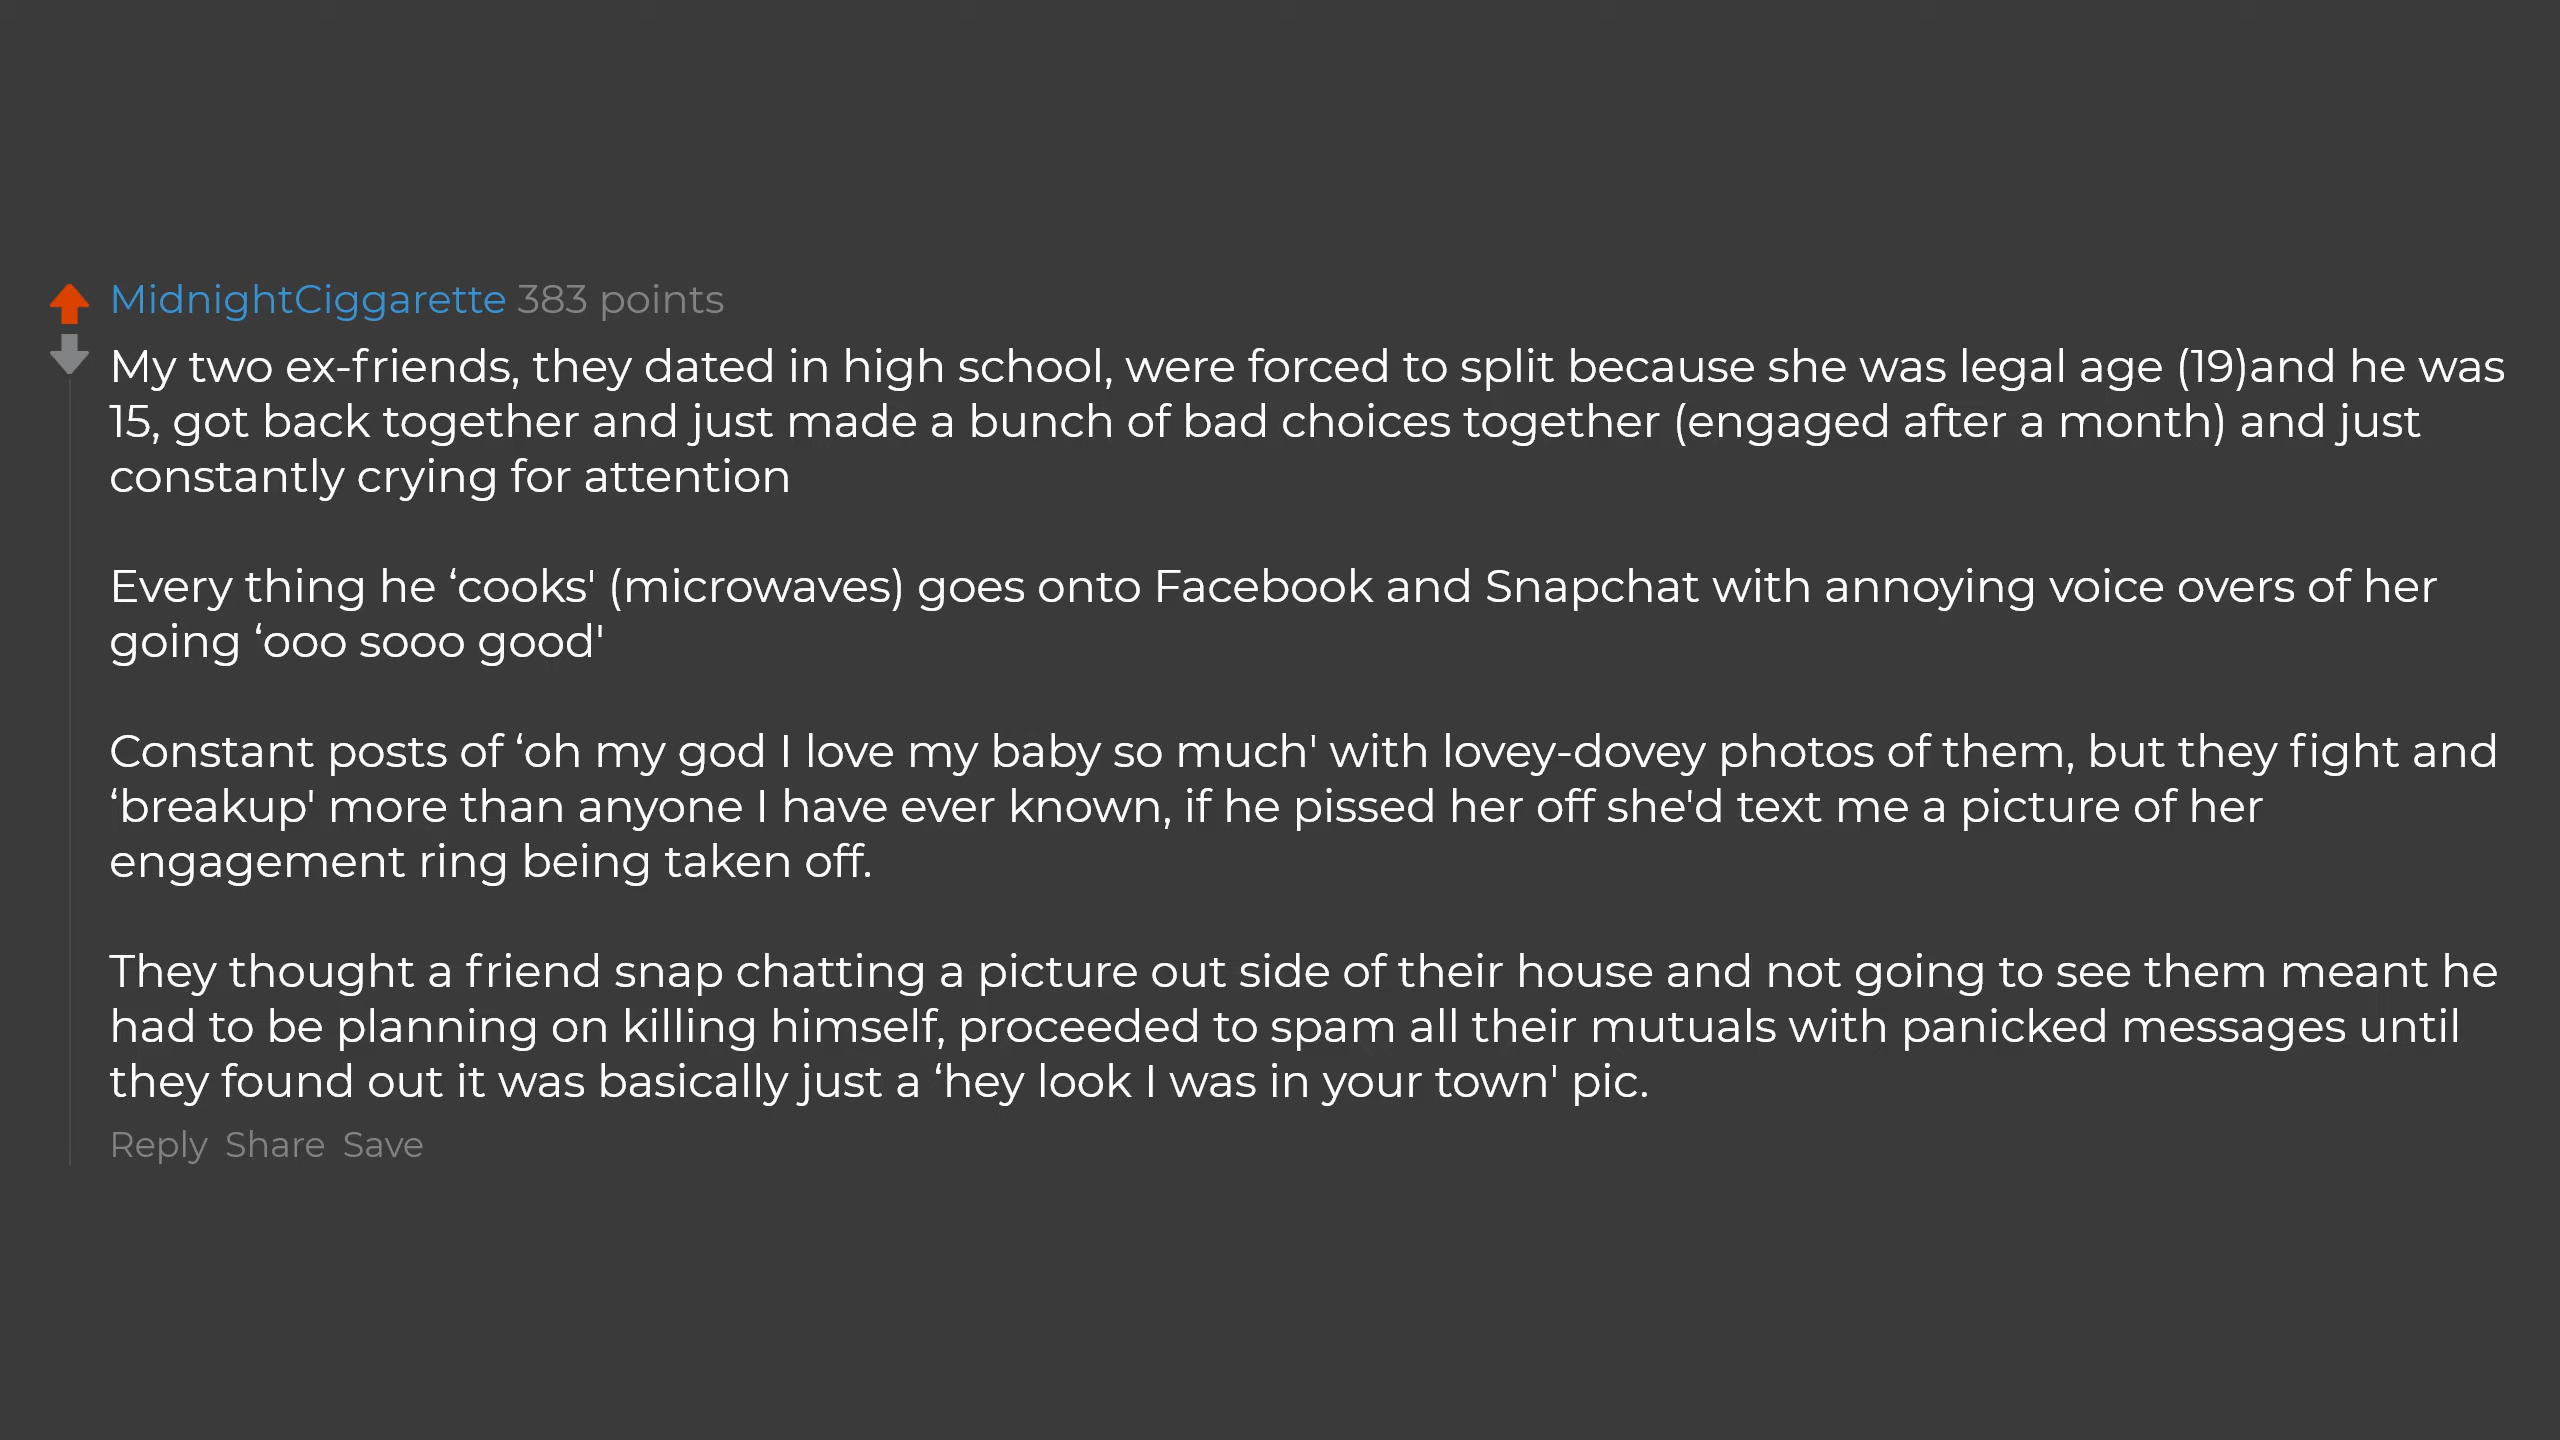 MidnightCiggarette 383 points
My two ex-friends, they dated in high school, were forced to split because she was legal age (19)and he was
15, got back together and just made a bunch of bad choices together (engaged after a month) and just
constantly crying for attention
Every thing he ‘cooks' (microwaves) goes onto Facebook and Snapchat with annoying voice overs of her
going ‘ooo sooo good'
Constant posts of ‘oh my god I love my baby so much' with lovey-dovey photos of them, but they fight and
‘breakup' more than anyone I have ever known, if he pissed her off she'd text me a picture of her
engagement ring being taken off.
They thought a friend snap chatting a picture out side of their house and not going to see them meant he
had to be planning on killing himself, proceeded to spam all their mutuals with panicked messages until
they found out it was basically just a ‘hey look I was in your town' pic.
Reply Share Save